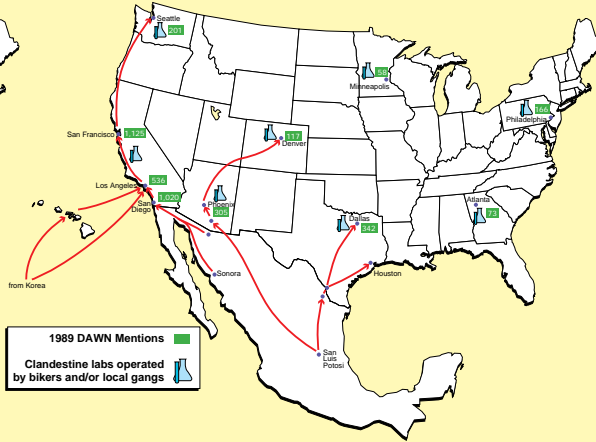 Seattle
201
58
Minneapolis
166
Philadelphia
San Francisco
1,125
117
Denver
Los Angeles
536
1,020
San
Diego
Phoenix
305
Atlanta
73
Dallas
342
Houston
Sonora
from Korea
San
Luis
Potosi
1989 DAWN Mentions
Clandestine labs operated
by bikers and/or local gangs